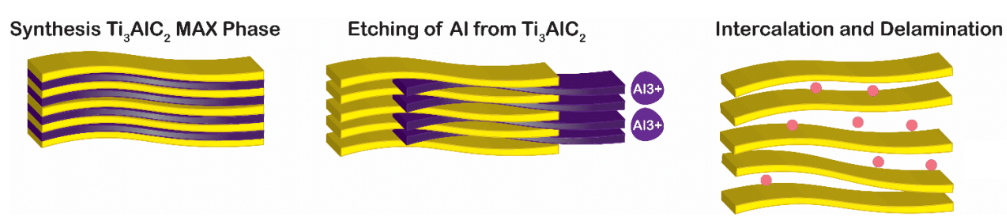 Synthesis Ti₃AlC₂ MAX Phase
Etching of Al from Ti₃AlC₂
Intercalation and Delamination
Al3+
Al3+